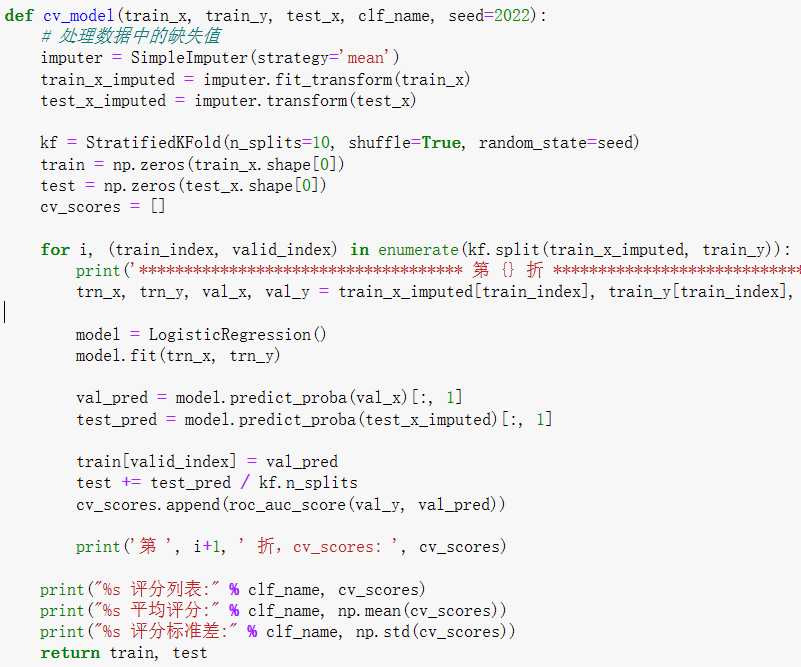 def cv_model(train_x, train_y, test_x, clf_name, seed=2022):
    # 处理数据中的缺失值
    imputer = SimpleImputer(strategy='mean')
    train_x_imputed = imputer.fit_transform(train_x)
    test_x_imputed = imputer.transform(test_x)
    kf = StratifiedKFold(n_splits=10, shuffle=True, random_state=seed)
    train = np.zeros(train_x.shape[0])
    test = np.zeros(test_x.shape[0])
    cv_scores = []
    for i, (train_index, valid_index) in enumerate(kf.split(train_x_imputed, train_y)):
        print('************************************ 第 {} 折 ****************************
        trn_x, trn_y, val_x, val_y = train_x_imputed[train_index], train_y[train_index],
        model = LogisticRegression()
        model.fit(trn_x, trn_y)
        val_pred = model.predict_proba(val_x)[:, 1]
        test_pred = model.predict_proba(test_x_imputed)[:, 1]
        train[valid_index] = val_pred
        test += test_pred / kf.n_splits
        cv_scores.append(roc_auc_score(val_y, val_pred))
        print('第 ', i+1, ' 折，cv_scores: ', cv_scores)
    print("%s 评分列表:" % clf_name, cv_scores)
    print("%s 平均评分:" % clf_name, np.mean(cv_scores))
    print("%s 评分标准差:" % clf_name, np.std(cv_scores))
    return train, test